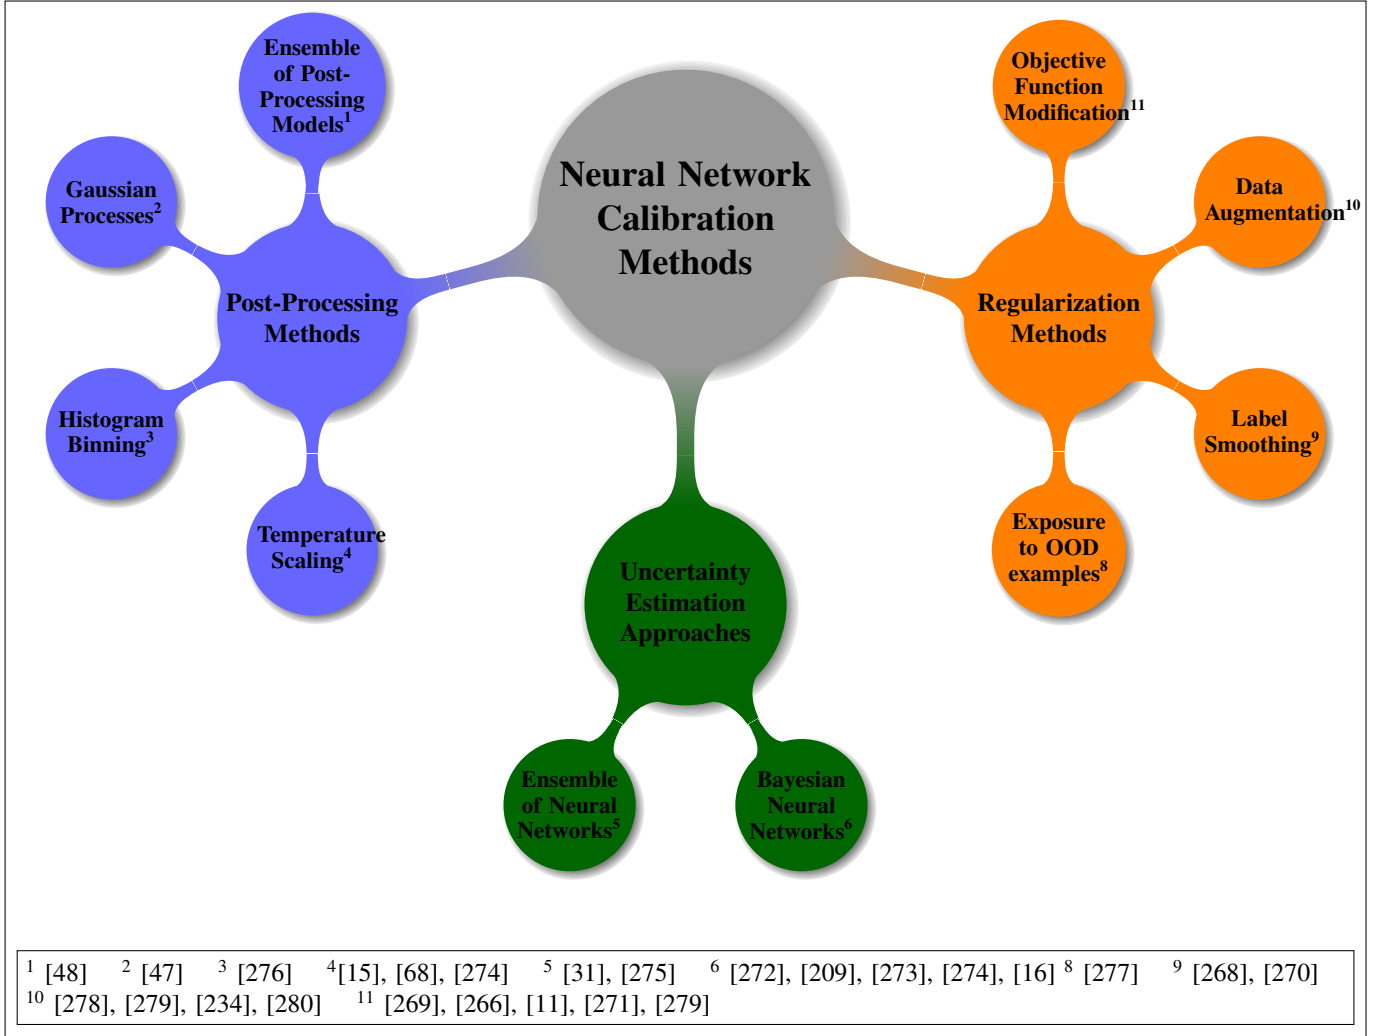 Ensemble
of Post-
Processing
Models1
Gaussian
Processes2
Post-Processing
Methods
Histogram
Binning3
Temperature
Scaling4
Neural Network
Calibration
Methods
Uncertainty
Estimation
Approaches
Ensemble
of Neural
Networks5
Bayesian
Neural
Networks6
Objective
Function
Modification11
Data
Augmentation10
Regularization
Methods
Label
Smoothing9
Exposure
to OOD
examples8
1 [48] 2 [47] 3 [276] 4[15], [68], [274] 5 [31], [275] 6 [272], [209], [273], [274], [16] 8 [277] 9 [268], [270]
10 [278], [279], [234], [280] 11 [269], [266], [11], [271], [279]